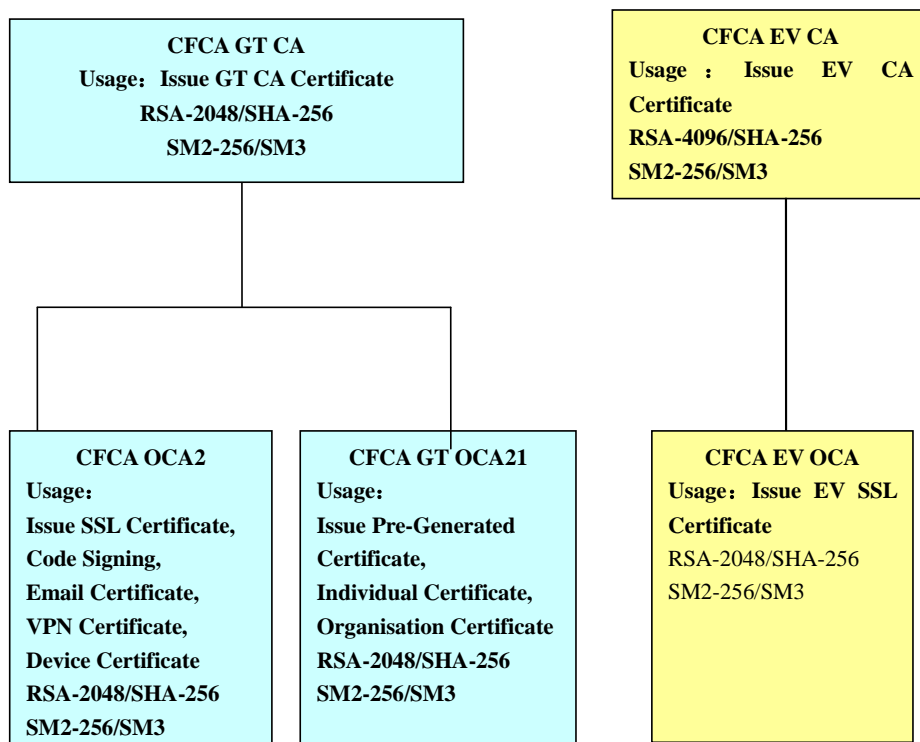 CFCA GT CA
Usage：Issue GT CA Certificate
RSA-2048/SHA-256
SM2-256/SM3
CFCA EV CA
Usage ： Issue EV CA
Certificate
RSA-4096/SHA-256
SM2-256/SM3
CFCA OCA2
Usage：
Issue SSL Certificate,
Code Signing,
Email Certificate,
VPN Certificate,
Device Certificate
RSA-2048/SHA-256
SM2-256/SM3
CFCA GT OCA21
Usage：
Issue Pre-Generated
Certificate,
Individual Certificate,
Organisation Certificate
RSA-2048/SHA-256
SM2-256/SM3
CFCA EV OCA
Usage：Issue EV SSL
Certificate
RSA-2048/SHA-256
SM2-256/SM3